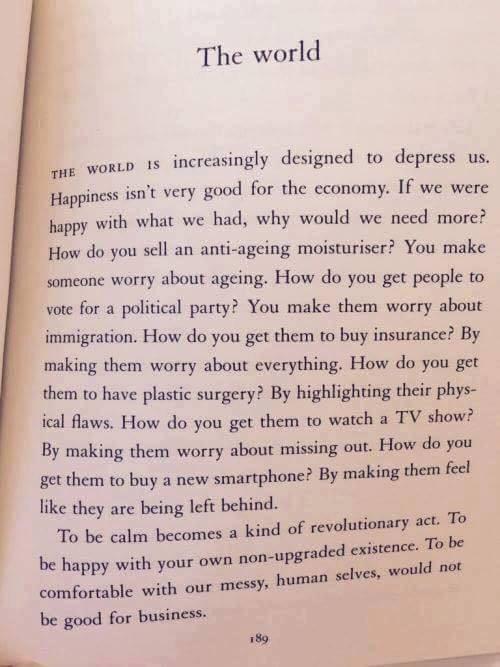 The world
THE WORLD IS increasingly designed to depress us.
Happiness isn't very good for the economy. If we were
happy with what we had, why would we need more?
How do you sell an anti-ageing moisturiser? You make
someone worry about ageing. How do you get people to
vote for a political party? You make them worry about
immigration. How do you get them to buy insurance? By
making them worry about everything. How do you get
them to have plastic surgery? By highlighting their phys-
ical flaws. How do you get them to watch a TV show?
By making them worry about missing out. How do you
get them to buy a new smartphone? By making them feel
like they are being left behind.
To be calm becomes a kind of revolutionary act. To
be happy with your own non-upgraded existence. To be
comfortable with our messy, human selves, would not
be good for business.
189